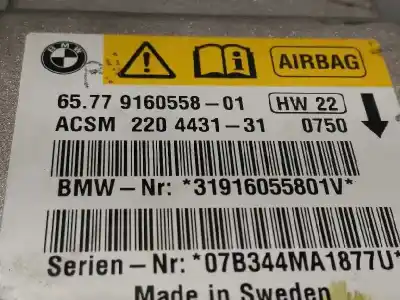 BMW
AIRBAG
65.77 9160558-01 HW 22
ACSM 220 4431-31 0750
BMW-Nr: *31916055801V*
Serien-Nr: *07B344MA1877U*
Made in Sweden